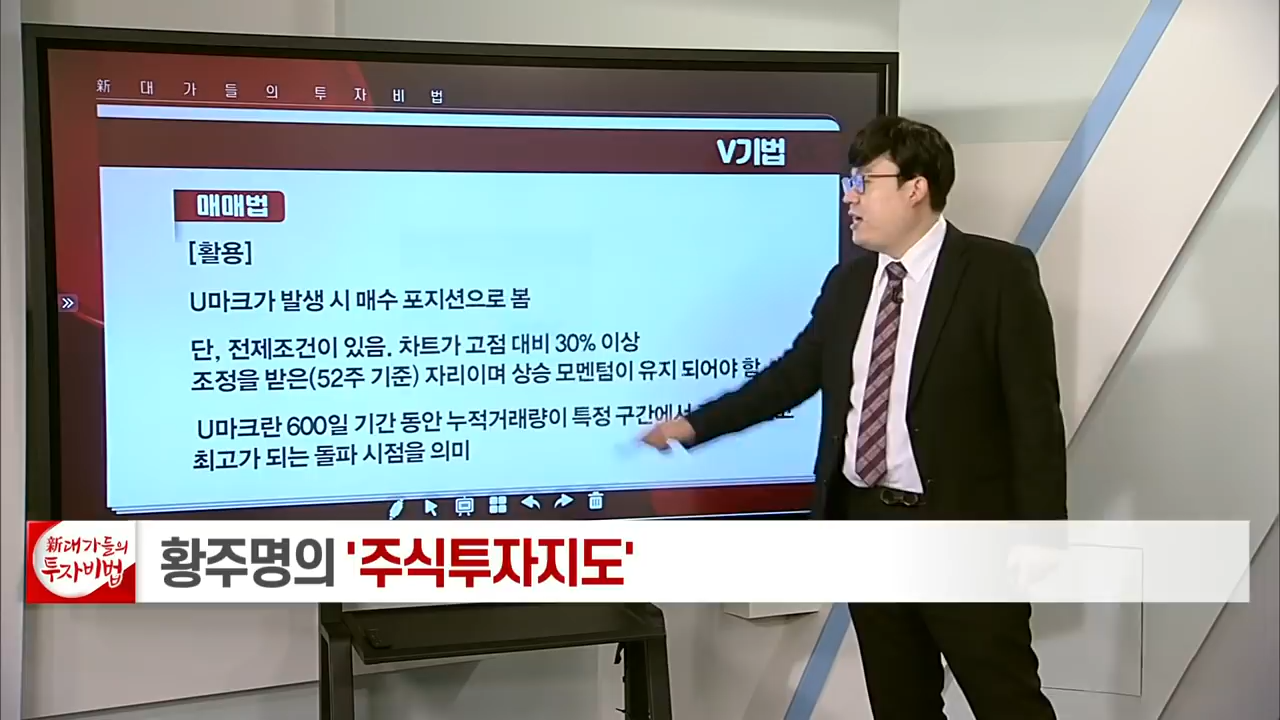 新 대 가 들 의 투 자 비 법
V기법
매매법
[활용]
U마크가 발생 시 매수 포지션으로 봄
단, 전제조건이 있음. 차트가 고점 대비 30% 이상
조정을 받은(52주 기준) 자리이며 상승 모멘텀이 유지 되어야 함
U마크란 600일 기간 동안 누적거래량이 특정 구간에서
최고가 되는 돌파 시점을 의미
新대가들의
투자비법
황주명의 '주식투자지도'